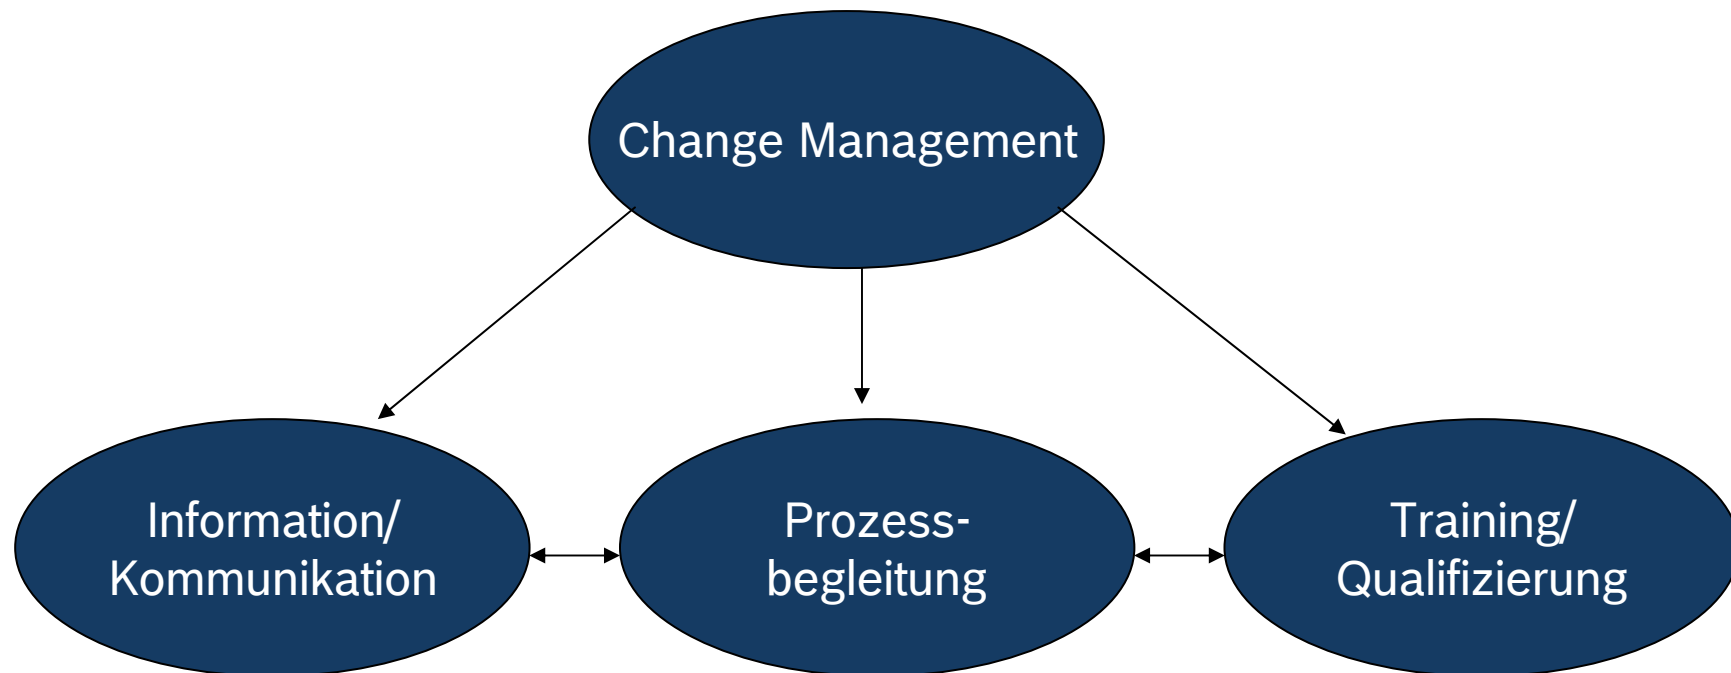 Change Management
Information/
Kommunikation
Prozess-
begleitung
Training/
Qualifizierung